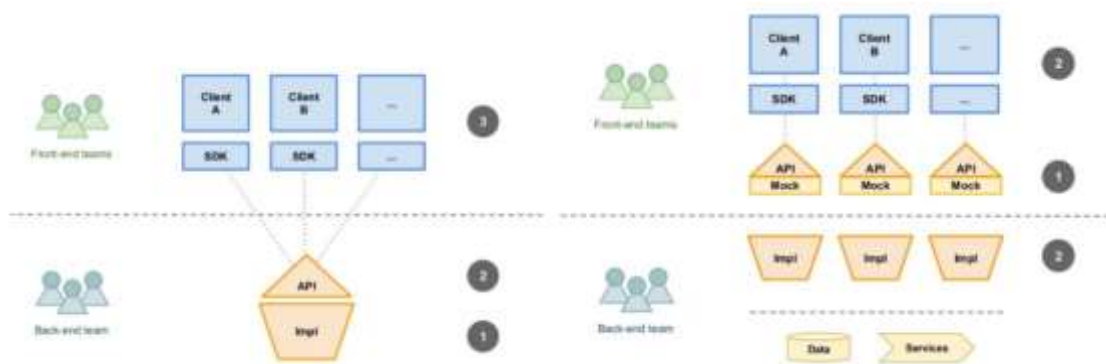 Client
A
Client
B
...
SDK
SDK
...
3
Front-end teams
API
2
Impl
1
Back-end team
Client
A
Client
B
...
2
SDK
SDK
...
Front-end teams
API
Mock
API
Mock
API
Mock
1
Impl
Impl
Impl
2
Back-end team
Data
Services